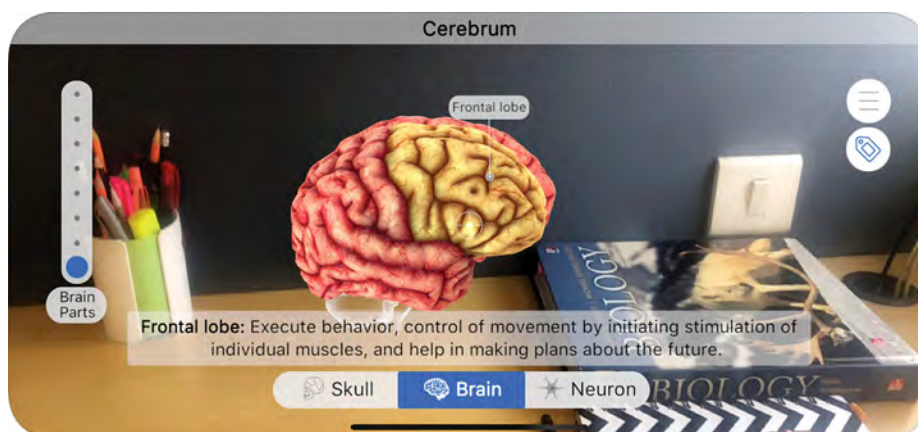 Cerebrum
Frontal lobe
Brain
Parts
Frontal lobe: Execute behavior, control of movement by initiating stimulation of
individual muscles, and help in making plans about the future.
Skull
Brain
Neuron
BIOLOGY
BIOLOGY